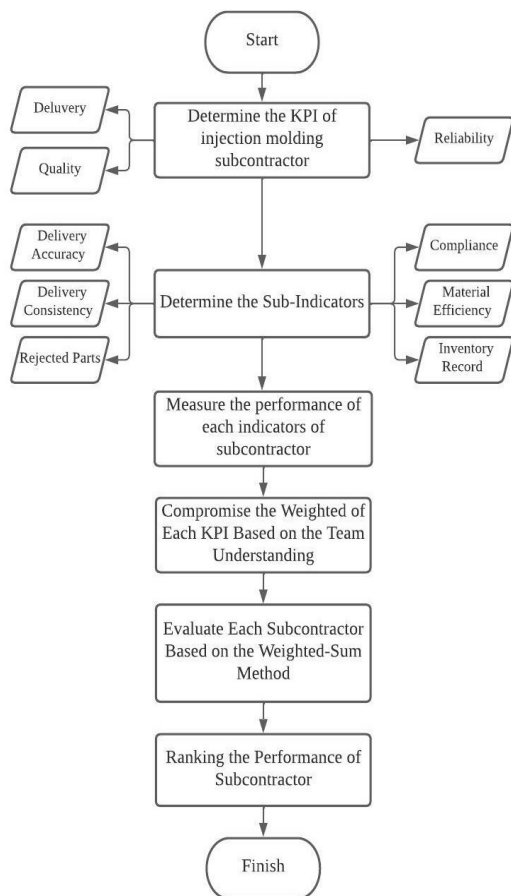 Start
Deluvery
Quality
Determine the KPI of
injection molding
subcontractor
Reliability
Delivery
Accuracy
Delivery
Consistency
Rejected Parts
Determine the Sub-Indicators
Compliance
Material
Efficiency
Inventory
Record
Measure the performance of
each indicators of
subcontractor
Compromise the Weighted of
Each KPI Based on the Team
Understanding
Evaluate Each Subcontractor
Based on the Weighted-Sum
Method
Ranking the Performance of
Subcontractor
Finish